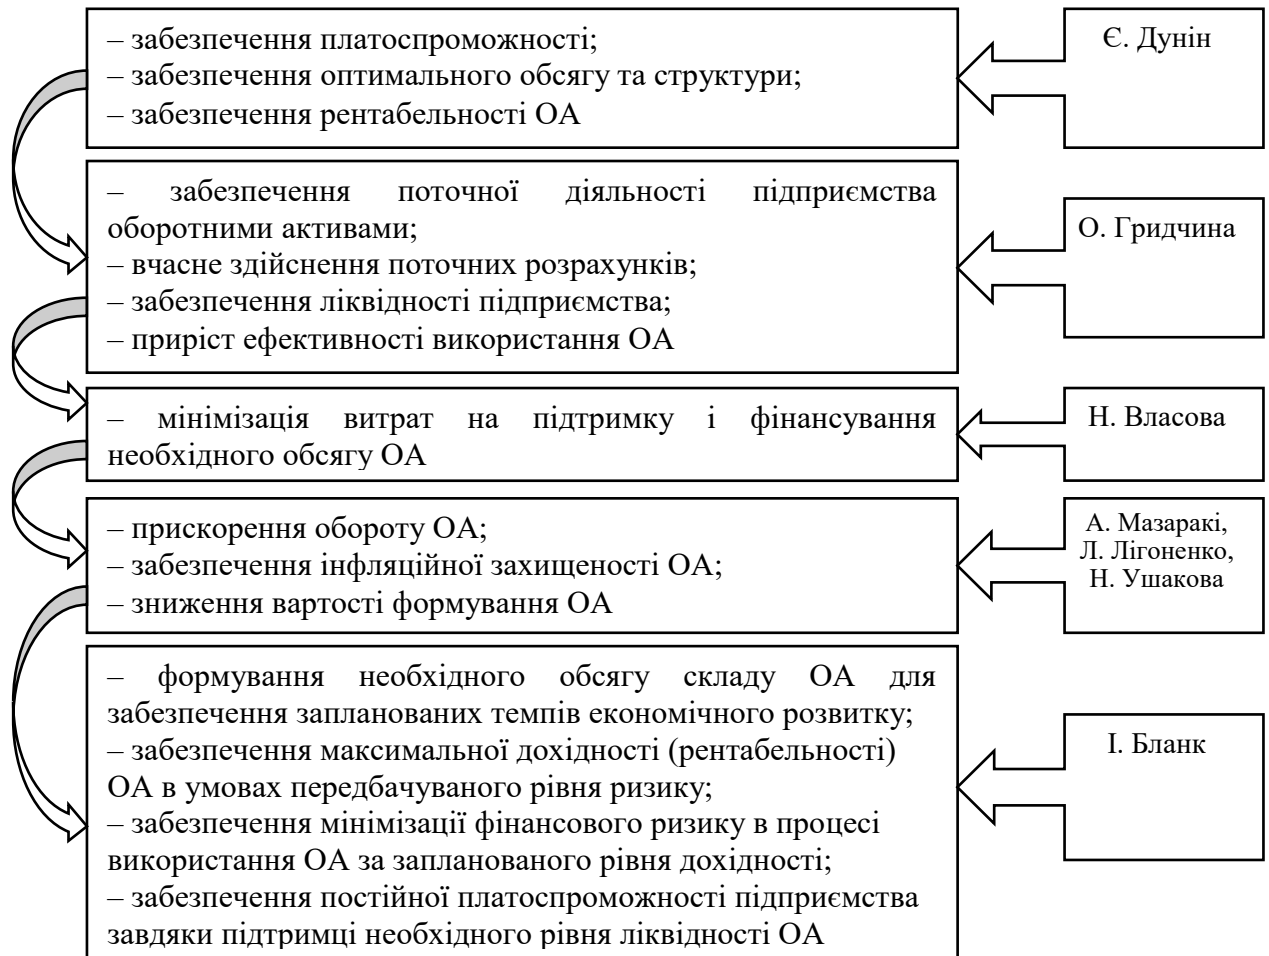 – забезпечення платоспроможності;
– забезпечення оптимального обсягу та структури;
– забезпечення рентабельності ОА
Є. Дунін
– забезпечення поточної діяльності підприємства
оборотними активами;
– вчасне здійснення поточних розрахунків;
– забезпечення ліквідності підприємства;
– приріст ефективності використання ОА
О. Гридчина
– мінімізація витрат на підтримку і фінансування
необхідного обсягу ОА
Н. Власова
– прискорення обороту ОА;
– забезпечення інфляційної захищеності ОА;
– зниження вартості формування ОА
А. Мазаракі,
Л. Лігоненко,
Н. Ушакова
– формування необхідного обсягу складу ОА для
забезпечення запланованих темпів економічного розвитку;
– забезпечення максимальної дохідності (рентабельності)
ОА в умовах передбачуваного рівня ризику;
– забезпечення мінімізації фінансового ризику в процесі
використання ОА за запланованого рівня дохідності;
– забезпечення постійної платоспроможності підприємства
завдяки підтримці необхідного рівня ліквідності ОА
І. Бланк